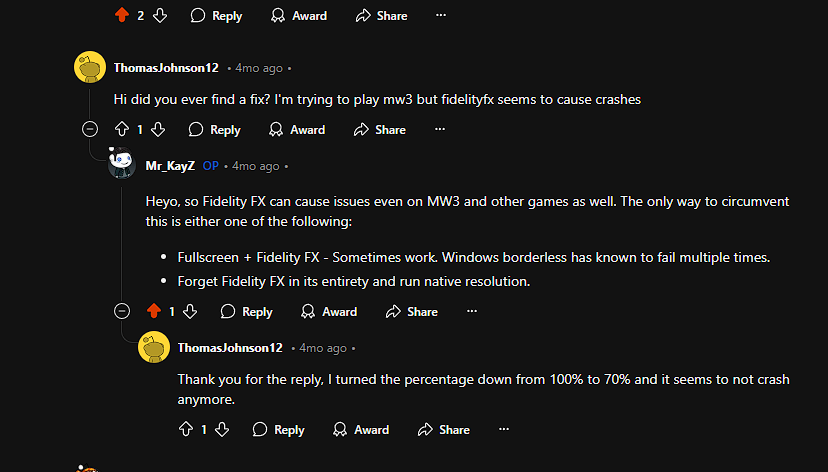 2 Reply Award Share ...
ThomasJohnson12 • 4mo ago •
Hi did you ever find a fix? I'm trying to play mw3 but fidelityfx seems to cause crashes
1 Reply Award Share ...
Mr_KayZ OP • 4mo ago •
Heyo, so Fidelity FX can cause issues even on MW3 and other games as well. The only way to circumvent
this is either one of the following:
• Fullscreen + Fidelity FX - Sometimes work. Windows borderless has known to fail multiple times.
• Forget Fidelity FX in its entirety and run native resolution.
1 Reply Award Share ...
ThomasJohnson12 • 4mo ago •
Thank you for the reply, I turned the percentage down from 100% to 70% and it seems to not crash
anymore.
1 Reply Award Share ...